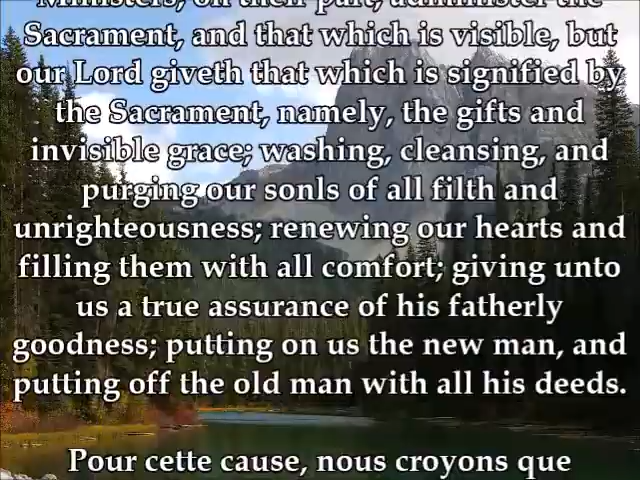 Ministers, on their part, administer the
Sacrament, and that which is visible, but
our Lord giveth that which is signified by
the Sacrament, namely, the gifts and
invisible grace; washing, cleansing, and
purging our sonls of all filth and
unrighteousness; renewing our hearts and
filling them with all comfort; giving unto
us a true assurance of his fatherly
goodness; putting on us the new man, and
putting off the old man with all his deeds.
Pour cette cause, nous croyons que